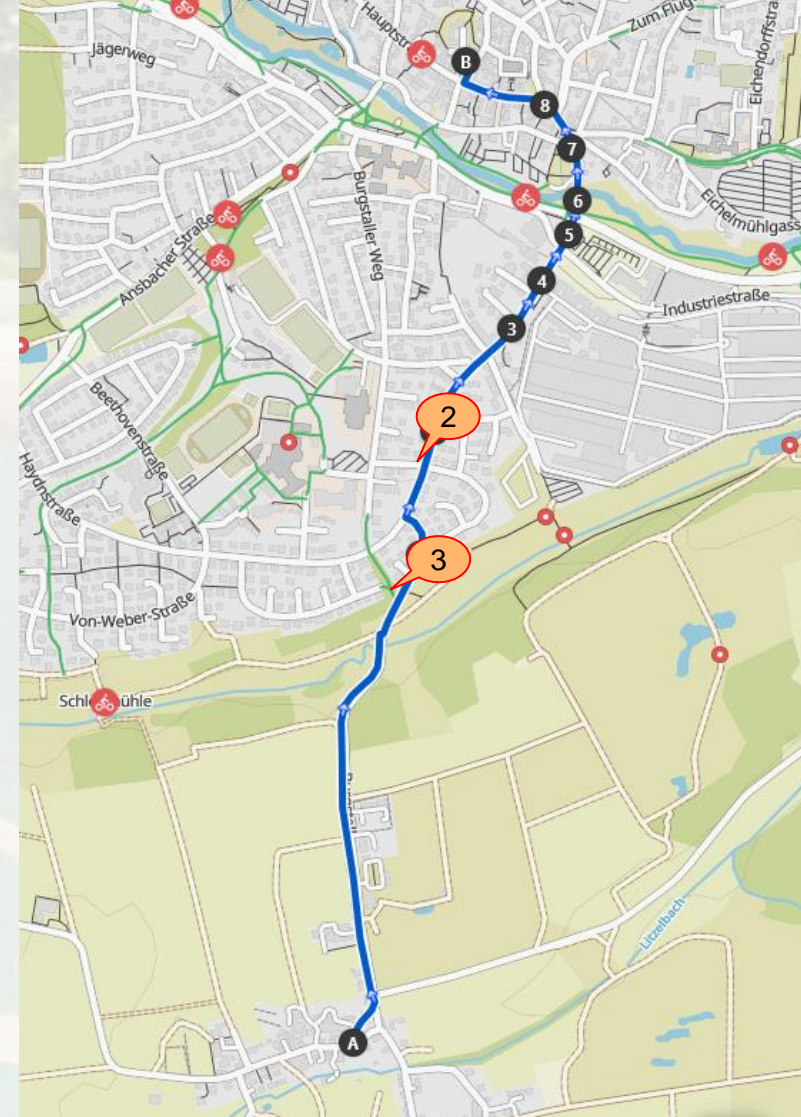 Hauptstr
Zum Flug
Jägerweg
B
8
Eichendorffstra
7
Burgstaller Weg
6
Ansbacher Straße
5
Eichelmühlgass
4
Industriestraße
3
Beethovenstraße
2
Haydnstraße
3
Von-Weber-Straße
Schle ühle
Litzelbach
A